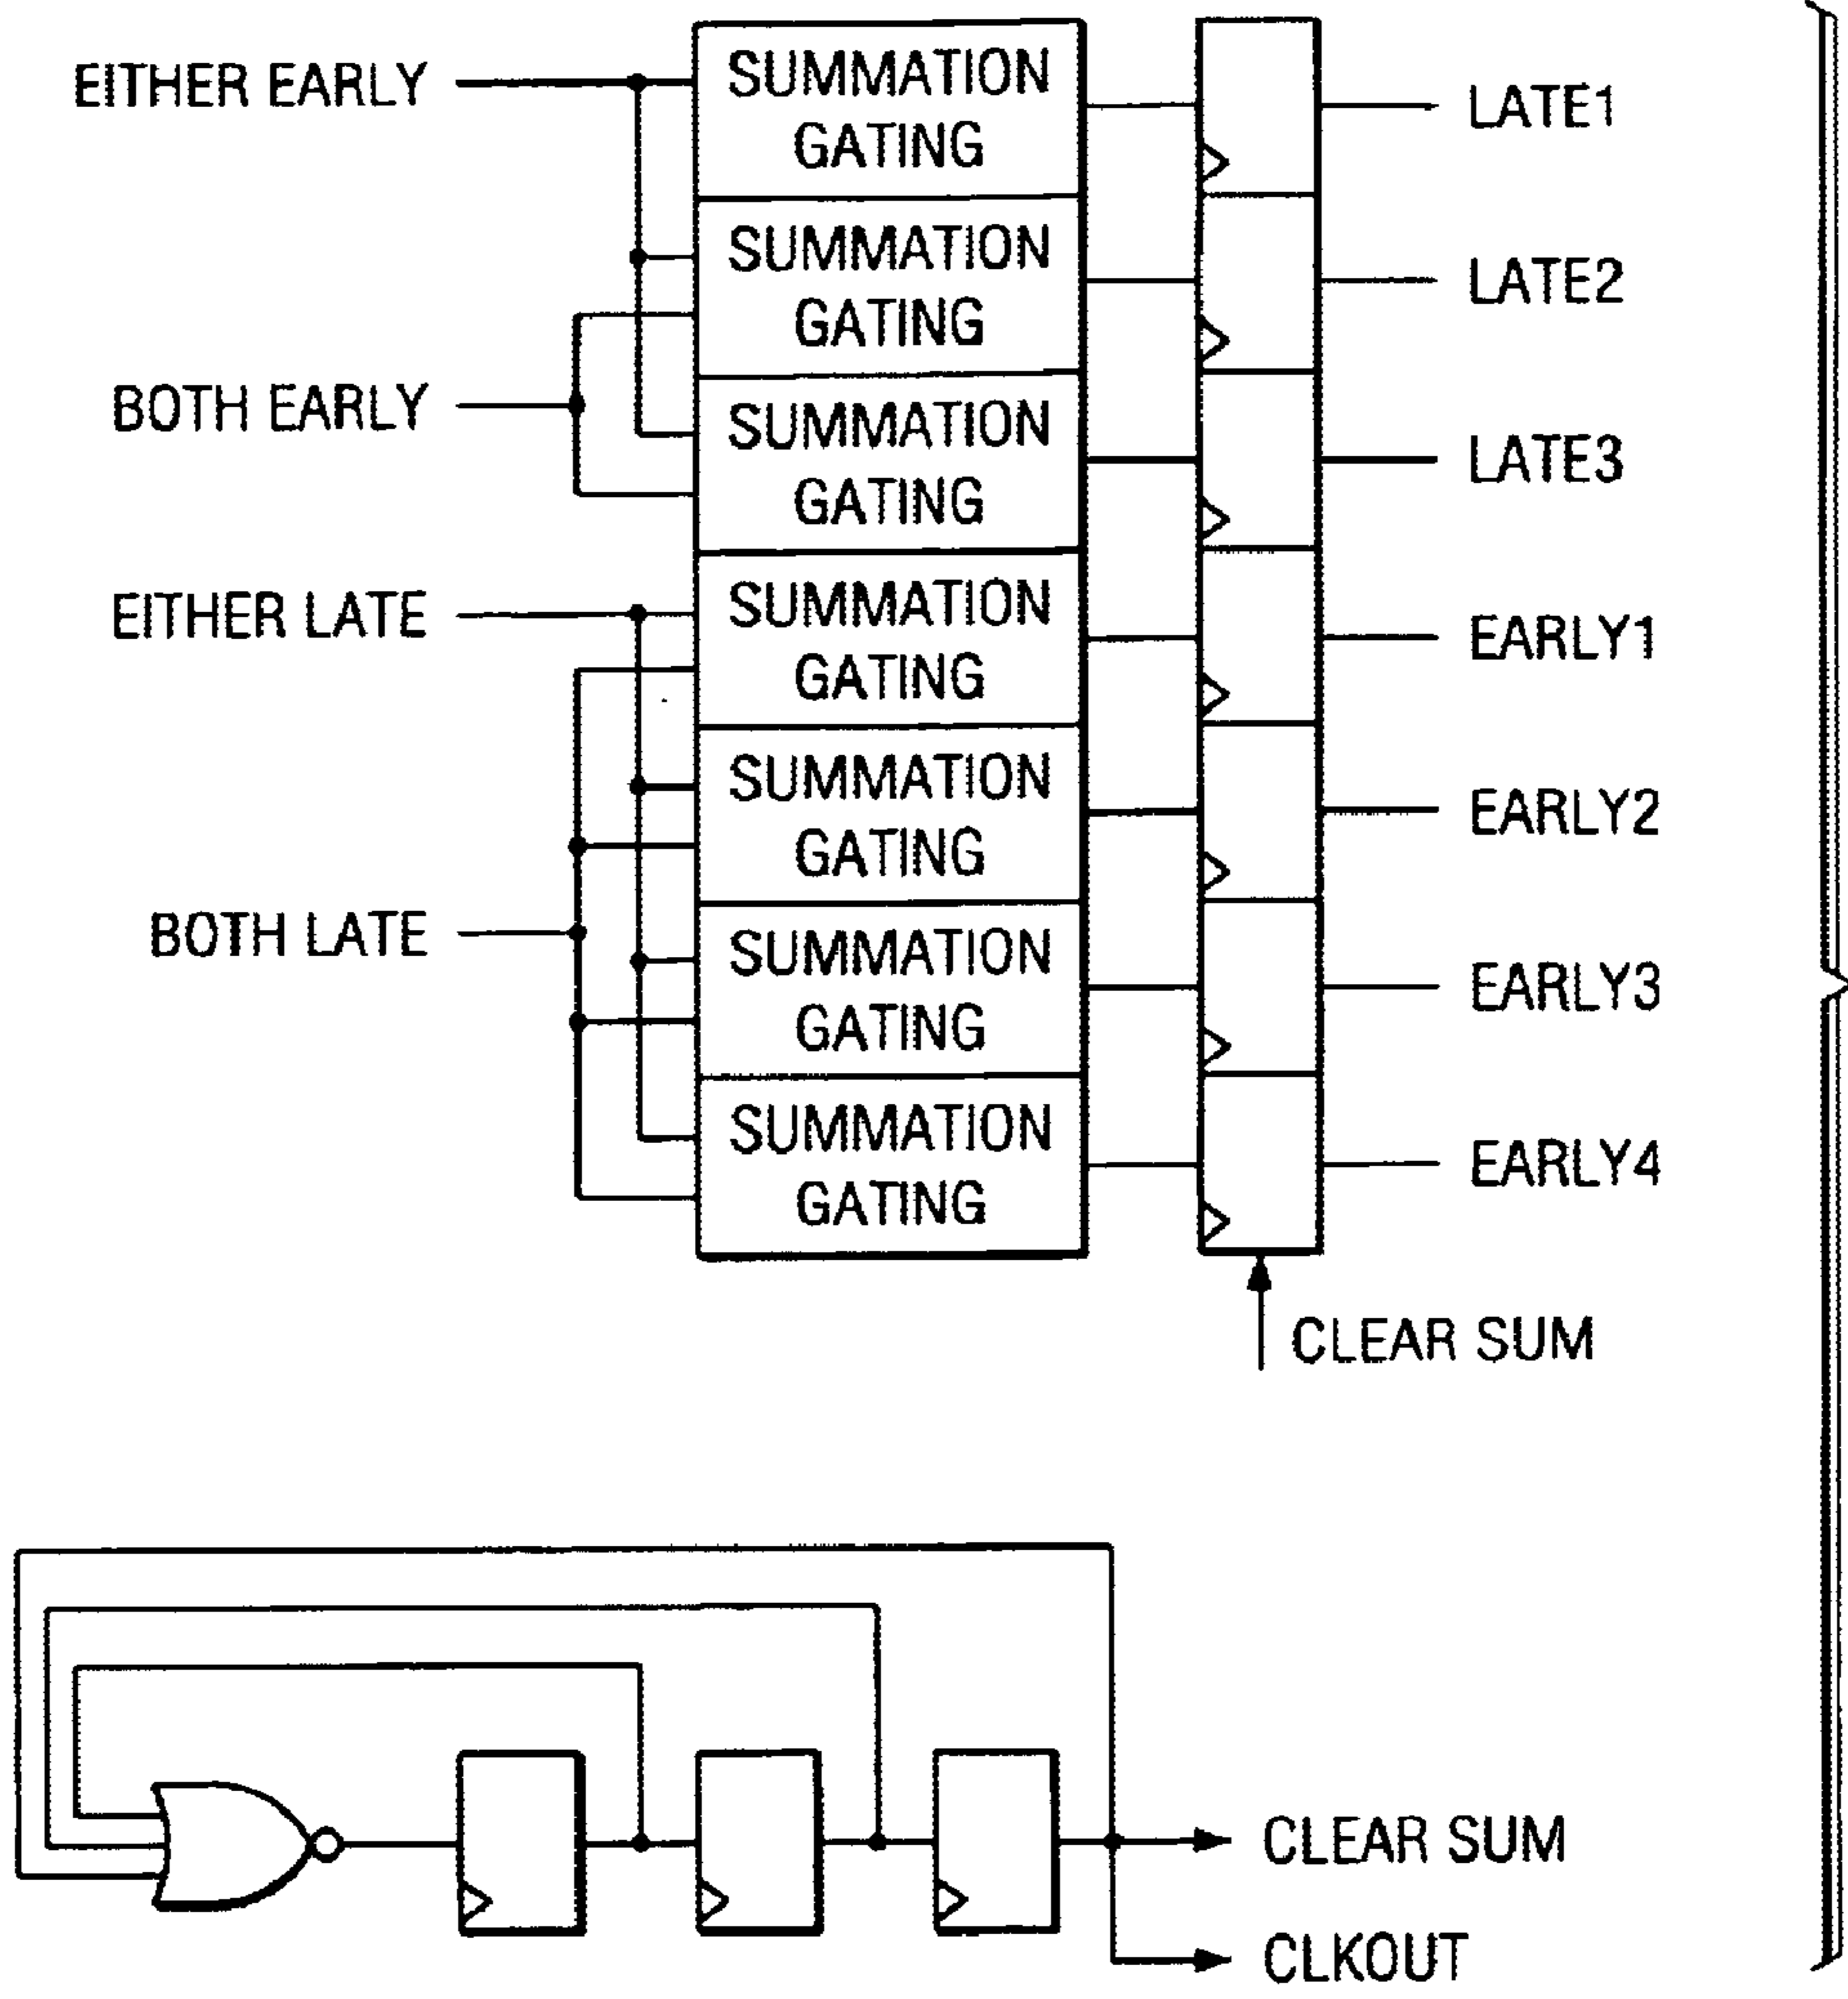 EITHER EARLY
BOTH EARLY
EITHER LATE
BOTH LATE
SUMMATION
GATING
SUMMATION
GATING
SUMMATION
GATING
SUMMATION
GATING
SUMMATION
GATING
SUMMATION
GATING
SUMMATION
GATING
LATE1
LATE2
LATE3
EARLY1
EARLY2
EARLY3
EARLY4
CLEAR SUM
CLEAR SUM
CLKOUT